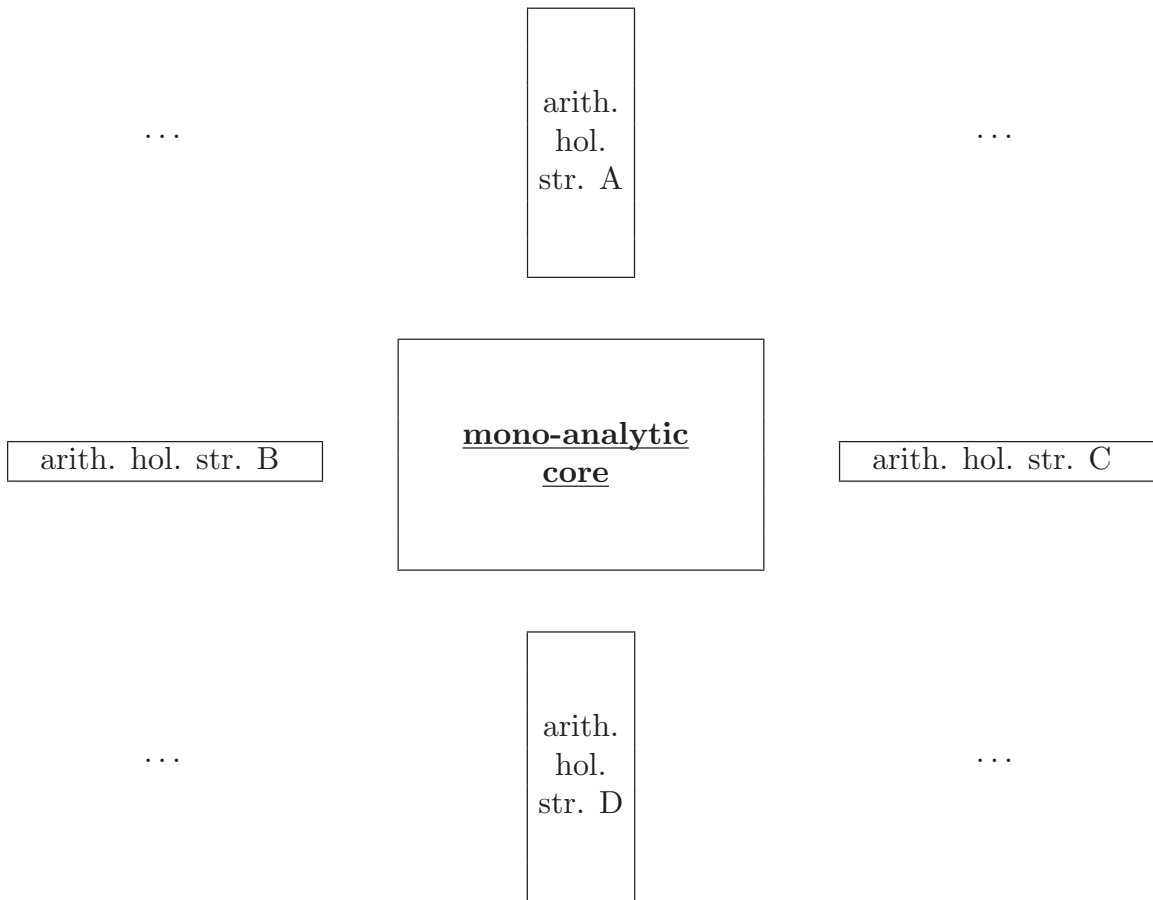 arith.
hol.
str. A
... ...
mono-analytic
core
arith. hol. str. B
arith. hol. str. C
... ...
arith.
hol.
str. D